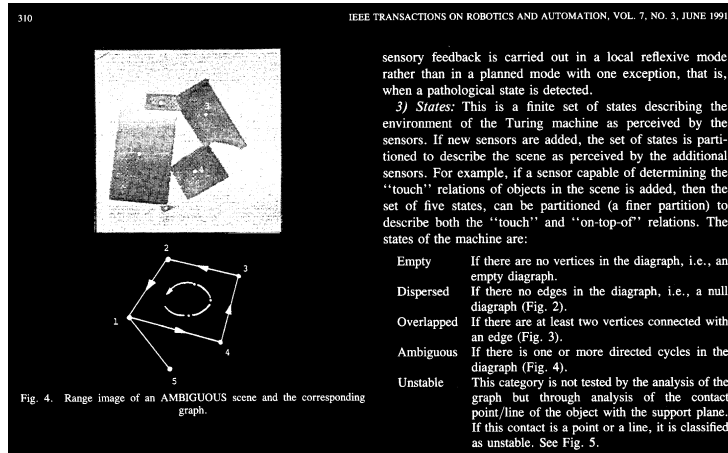 310
IEEE TRANSACTIONS ON ROBOTICS AND AUTOMATION, VOL. 7, NO. 3, JUNE 1991
2
3
1
4
5
Fig. 4. Range image of an AMBIGUOUS scene and the corresponding
graph.
sensory feedback is carried out in a local reflexive mode
rather than in a planned mode with one exception, that is,
when a pathological state is detected.
3) States: This is a finite set of states describing the
environment of the Turing machine as perceived by the
sensors. If new sensors are added, the set of states is parti-
tioned to describe the scene as perceived by the additional
sensors. For example, if a sensor capable of determining the
‘‘touch’’ relations of objects in the scene is added, then the
set of five states, can be partitioned (a finer partition) to
describe both the ‘‘touch’’ and ‘‘on-top-of’’ relations. The
states of the machine are:
Empty If there are no vertices in the diagraph, i.e., an
empty diagraph.
Dispersed If there no edges in the diagraph, i.e., a null
diagraph (Fig. 2).
Overlapped If there are at least two vertices connected with
an edge (Fig. 3).
Ambiguous If there is one or more directed cycles in the
diagraph (Fig. 4).
Unstable This category is not tested by the analysis of the
graph but through analysis of the contact
point/line of the object with the support plane.
If this contact is a point or a line, it is classified
as unstable. See Fig. 5.